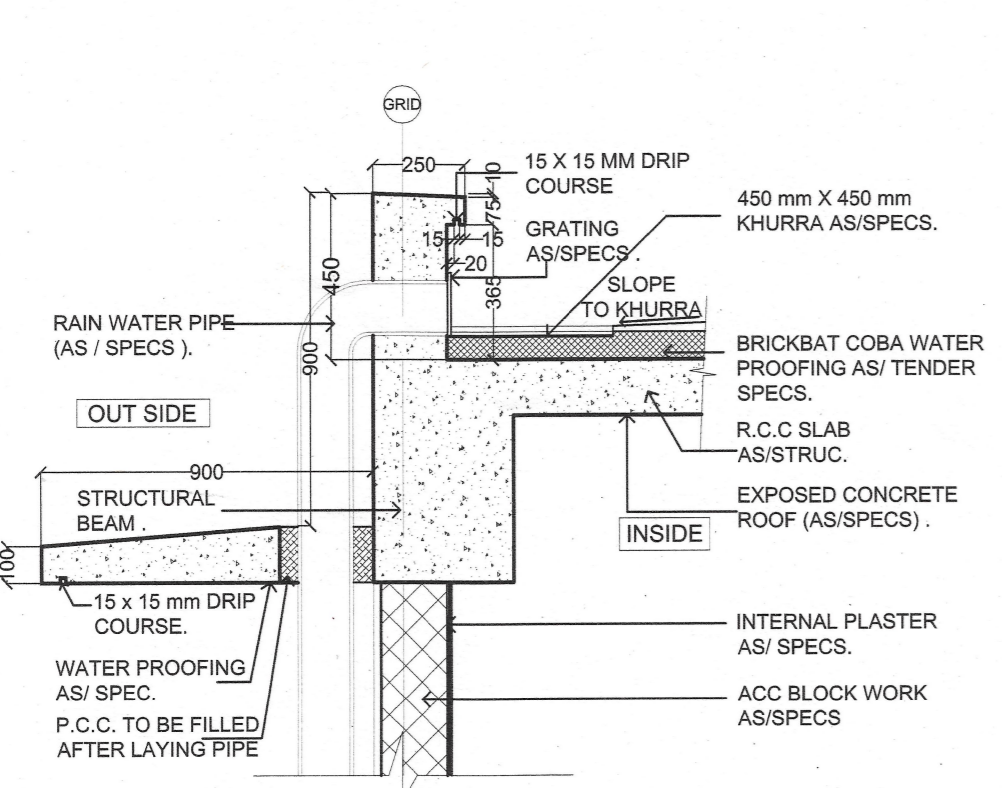 GRID
250
10
15 X 15 MM DRIP
COURSE
75
450 mm X 450 mm
KHURRA AS/SPECS.
GRATING
AS/SPECS .
15
15
20
450
365
SLOPE
TO KHURRA
RAIN WATER PIPE
(AS / SPECS ).
900
BRICKBAT COBA WATER
PROOFING AS/ TENDER
SPECS.
OUT SIDE
R.C.C SLAB
AS/STRUC.
900
STRUCTURAL
BEAM .
EXPOSED CONCRETE
ROOF (AS/SPECS) .
INSIDE
100
15 x 15 mm DRIP
COURSE.
INTERNAL PLASTER
AS/ SPECS.
WATER PROOFING
AS/ SPEC.
ACC BLOCK WORK
AS/SPECS
P.C.C. TO BE FILLED
AFTER LAYING PIPE